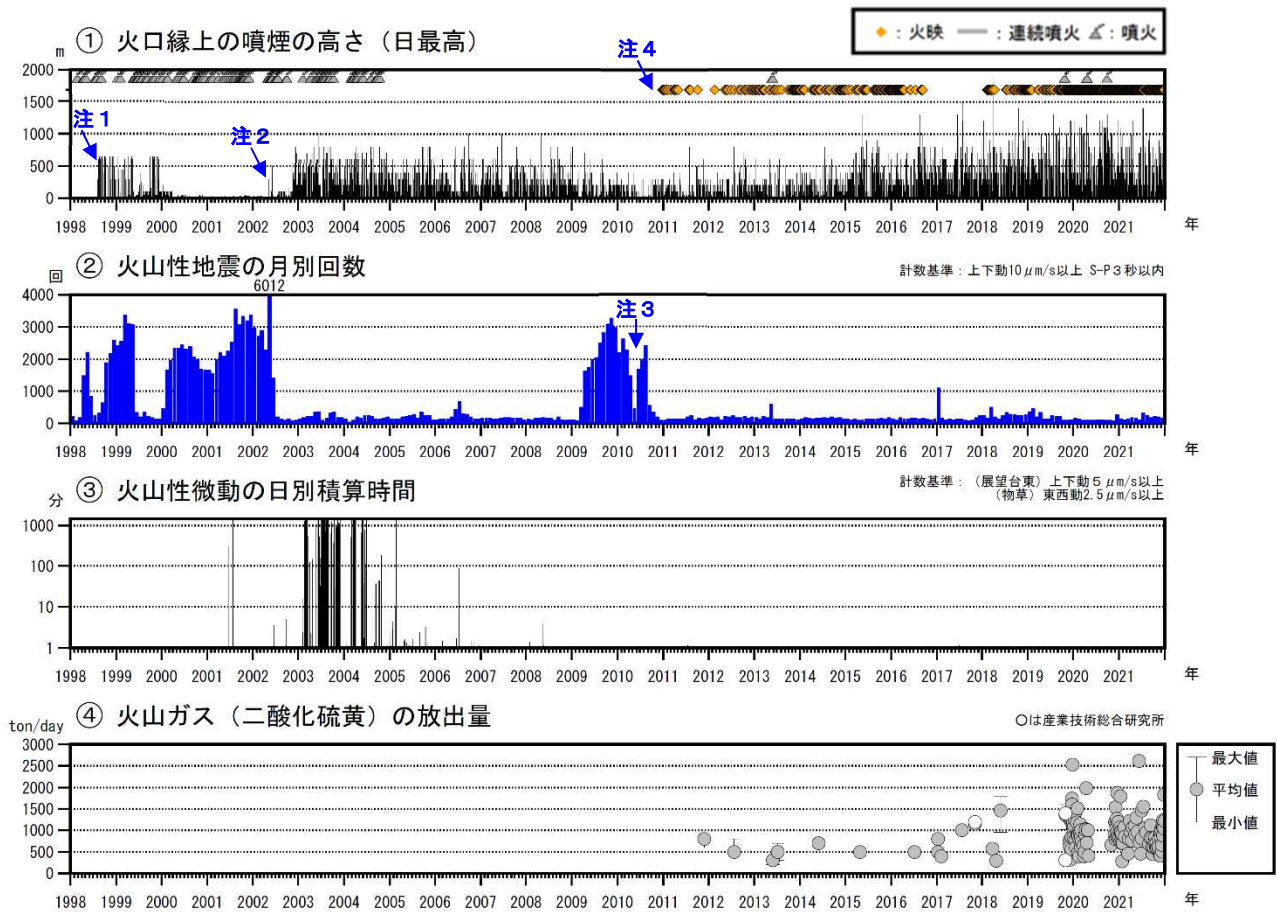 ◆：火映 ── ：連続噴火 ：噴火
① 火口縁上の噴煙の高さ（日最高）
m
注４
2000
1500
注１
1000
注２
500
0
1998 1999 2000 2001 2002 2003 2004 2005 2006 2007 2008 2009 2010 2011 2012 2013 2014 2015 2016 2017 2018 2019 2020 2021 年
② 火山性地震の月別回数
計数基準：上下動10μm/s以上 S-P３秒以内
回
6012
4000
注３
3000
2000
1000
0
1998 1999 2000 2001 2002 2003 2004 2005 2006 2007 2008 2009 2010 2011 2012 2013 2014 2015 2016 2017 2018 2019 2020 2021 年
③ 火山性微動の日別積算時間
計数基準：（展望台東）上下動５μm/s以上
（物草）東西動2.5μm/s以上
分
1000
100
10
1
1998 1999 2000 2001 2002 2003 2004 2005 2006 2007 2008 2009 2010 2011 2012 2013 2014 2015 2016 2017 2018 2019 2020 2021 年
④ 火山ガス（二酸化硫黄）の放出量
○は産業技術総合研究所
ton/day
3000
2500
2000
1500
1000
500
0
最大値
平均値
最小値
1998 1999 2000 2001 2002 2003 2004 2005 2006 2007 2008 2009 2010 2011 2012 2013 2014 2015 2016 2017 2018 2019 2020 2021 年